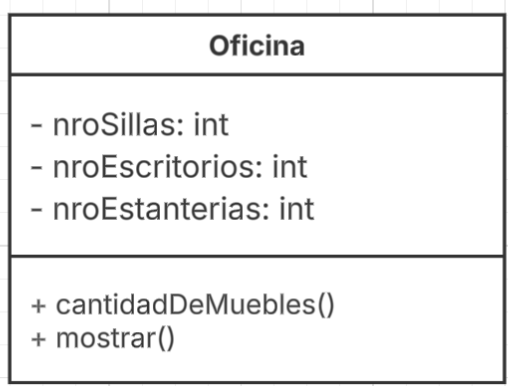 Oficina
- nroSillas: int
- nroEscritorios: int
- nroEstanterias: int
+ cantidadDeMuebles()
+ mostrar()